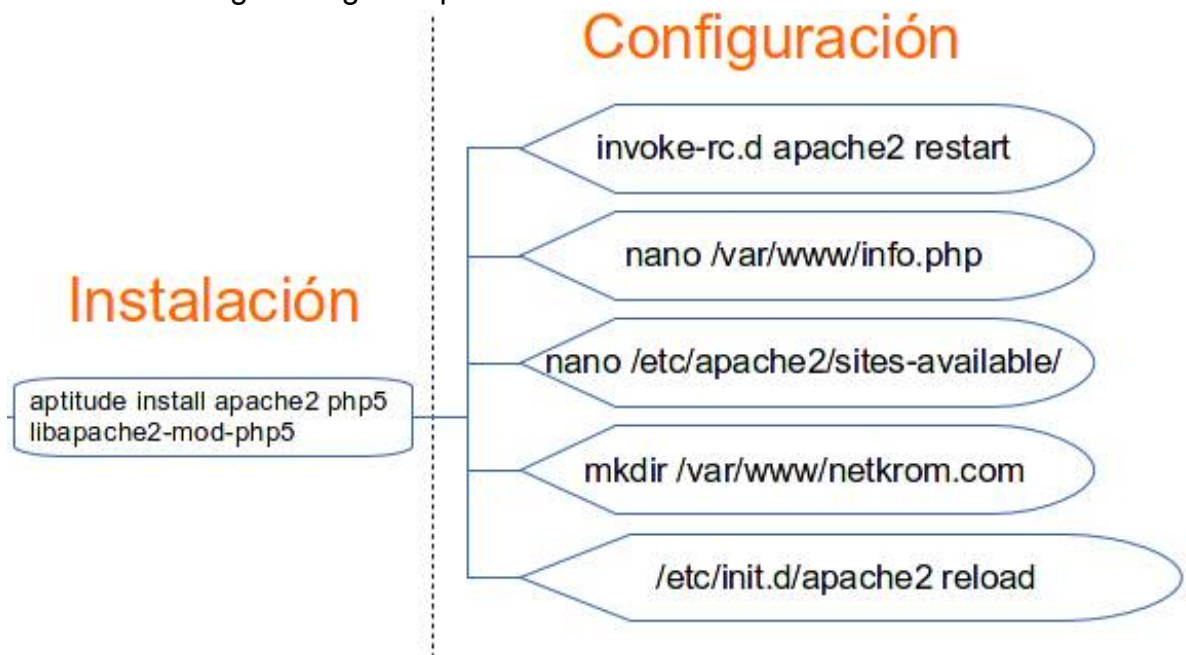 Configuración
invoke-rc.d apache2 restart
nano /var/www/info.php
Instalación
nano /etc/apache2/sites-available/
aptitude install apache2 php5
libapache2-mod-php5
mkdir /var/www/netkrom.com
/etc/init.d/apache2 reload